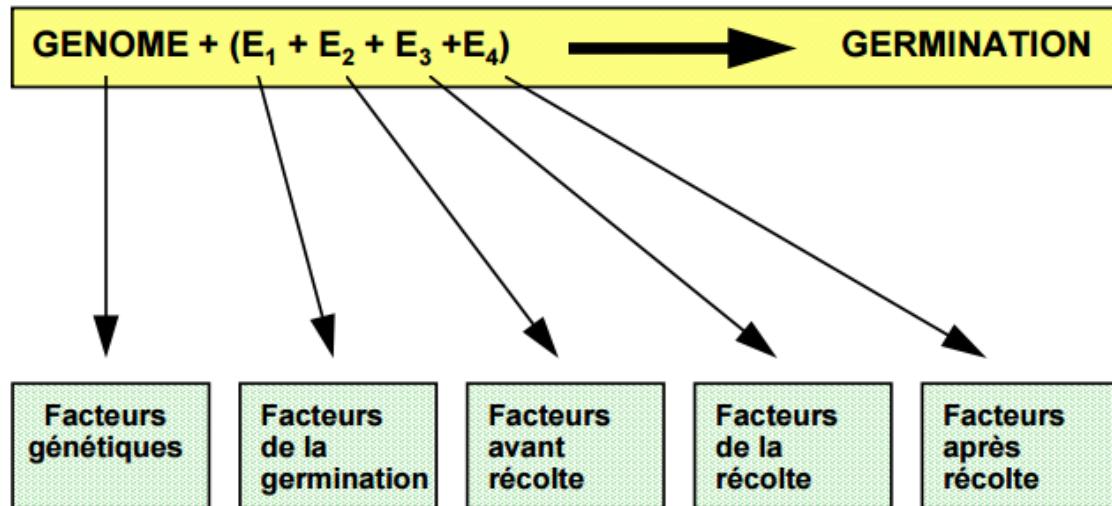 GENOME + (E₁ + E₂ + E₃ +E₄) GERMINATION
Facteurs
génétiques
Facteurs
de la
germination
Facteurs
avant
récolte
Facteurs
de la
récolte
Facteurs
après
récolte